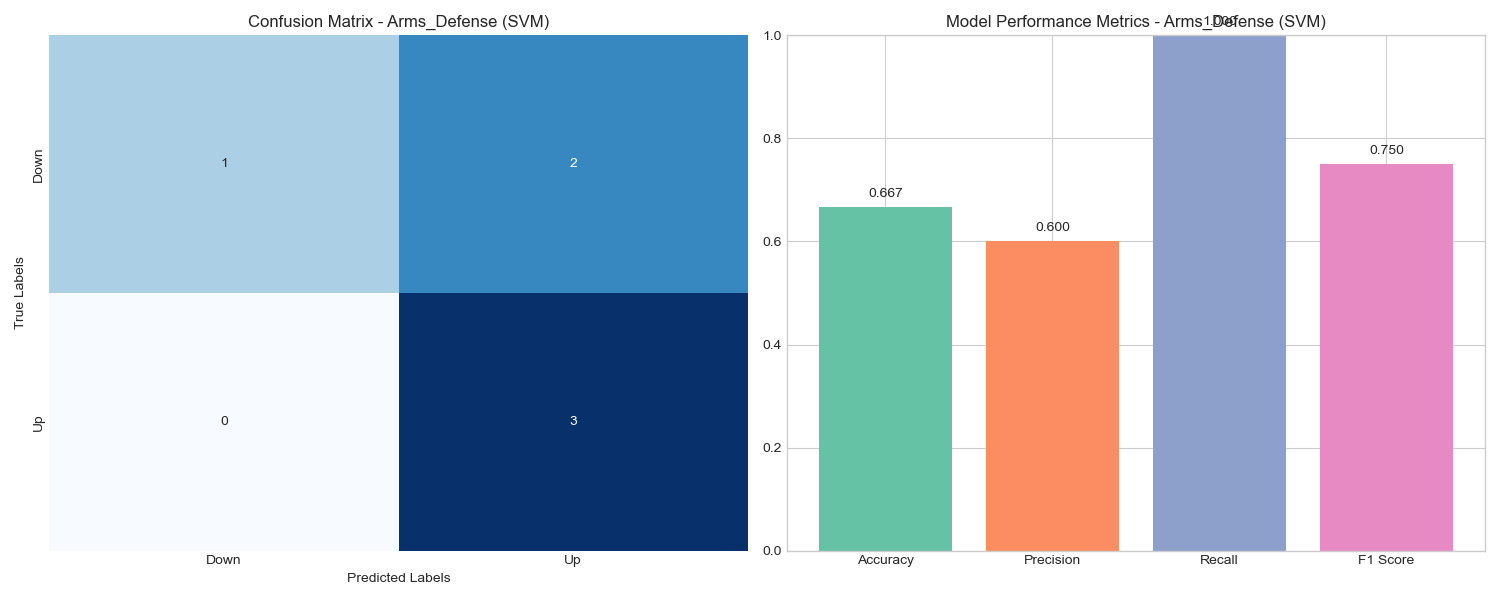 Confusion Matrix - Arms_Defense (SVM)
True Labels
Down
Up
1
2
0
3
Down
Up
Predicted Labels
Model Performance Metrics - Arms_Defense (SVM)
1.0
0.8
0.6
0.4
0.2
0.0
0.667
0.600
1.000
0.750
Accuracy
Precision
Recall
F1 Score